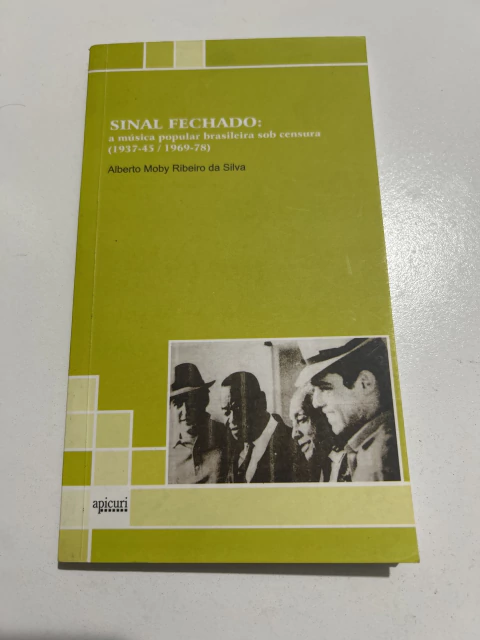 SINAL FECHADO:
a música popular brasileira sob censura
(1937-45 / 1969-78)
Alberto Moby Ribeiro da Silva
apicuri